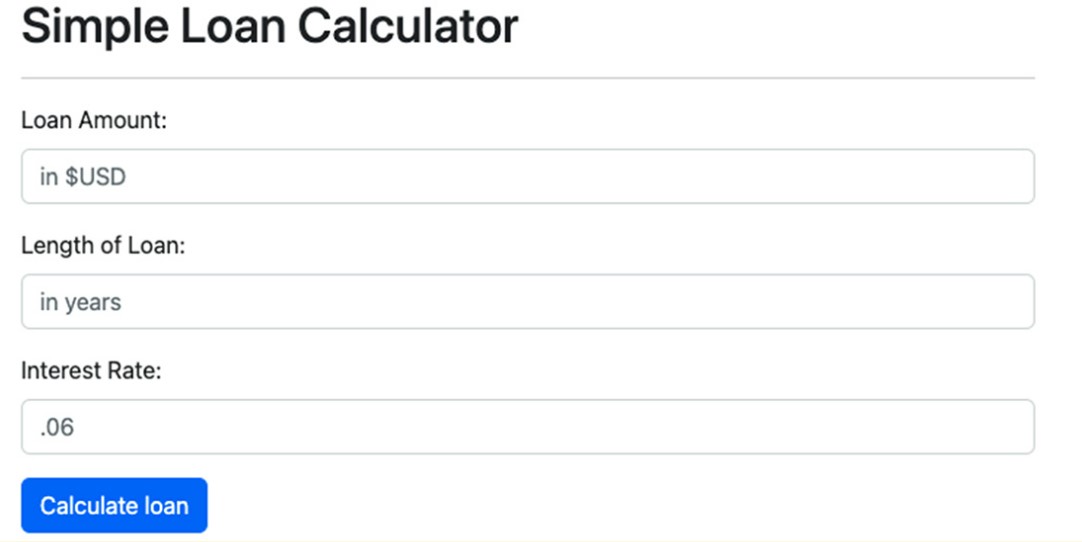 Simple Loan Calculator
Loan Amount:
in $USD
Length of Loan:
in years
Interest Rate:
.06
Calculate loan